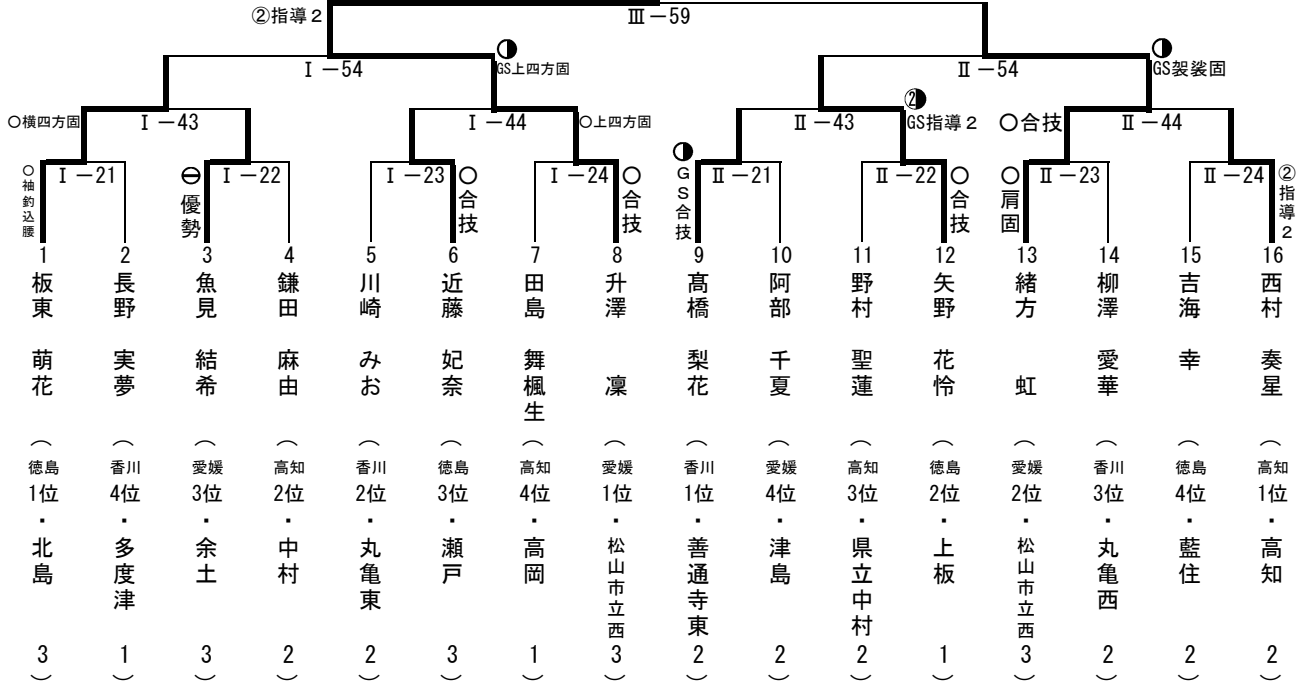 ②指導2
Ⅲ－59
Ⅰ－54
GS上四方固
Ⅱ－54
GS袈裟固
○横四方固
Ⅰ－43
Ⅰ－44
○上四方固
Ⅱ－43
②
GS指導2
○合技
Ⅱ－44
○袖釣込腰
Ⅰ－21
優勢
Ⅰ－22
Ⅰ－23
○合技
Ⅰ－24
○合技
GS合技
Ⅱ－21
Ⅱ－22
○合技
○肩固
Ⅱ－23
Ⅱ－24
②指導2
1 板東 萌花（徳島1位・北島3）
2 長野 実夢（香川4位・多度津1）
3 魚見 結希（愛媛3位・余土3）
4 鎌田 麻由（高知2位・中村2）
5 川崎 みお（香川2位・丸亀東2）
6 近藤 妃奈（徳島3位・瀬戸3）
7 田島 舞楓生（高知4位・高岡1）
8 升澤 凜（愛媛1位・松山市立西3）
9 髙橋 梨花（香川1位・善通寺東2）
10 阿部 千夏（愛媛4位・津島2）
11 野村 聖蓮（高知3位・県立中村2）
12 矢野 花怜（徳島2位・上板1）
13 緒方 虹（愛媛2位・松山市立西3）
14 柳澤 愛華（香川3位・丸亀西2）
15 吉海 幸（徳島4位・藍住2）
16 西村 奏星（高知1位・高知2）